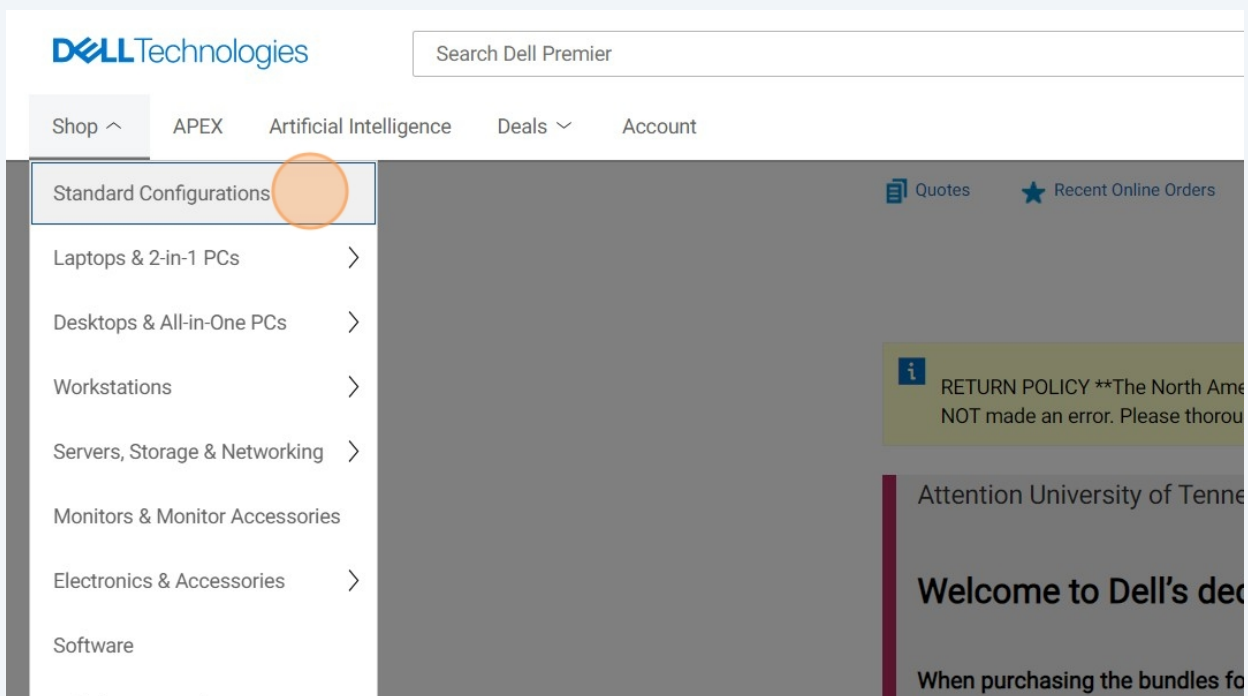 DELLTechnologies
Search Dell Premier
Shop
APEX
Artificial Intelligence
Deals
Account
Standard Configurations
Laptops & 2-in-1 PCs
Desktops & All-in-One PCs
Workstations
Servers, Storage & Networking
Monitors & Monitor Accessories
Electronics & Accessories
Software
Quotes
Recent Online Orders
RETURN POLICY **The North Ame
NOT made an error. Please thorou
Attention University of Tenne
Welcome to Dell's
When purchasing the bundles fo